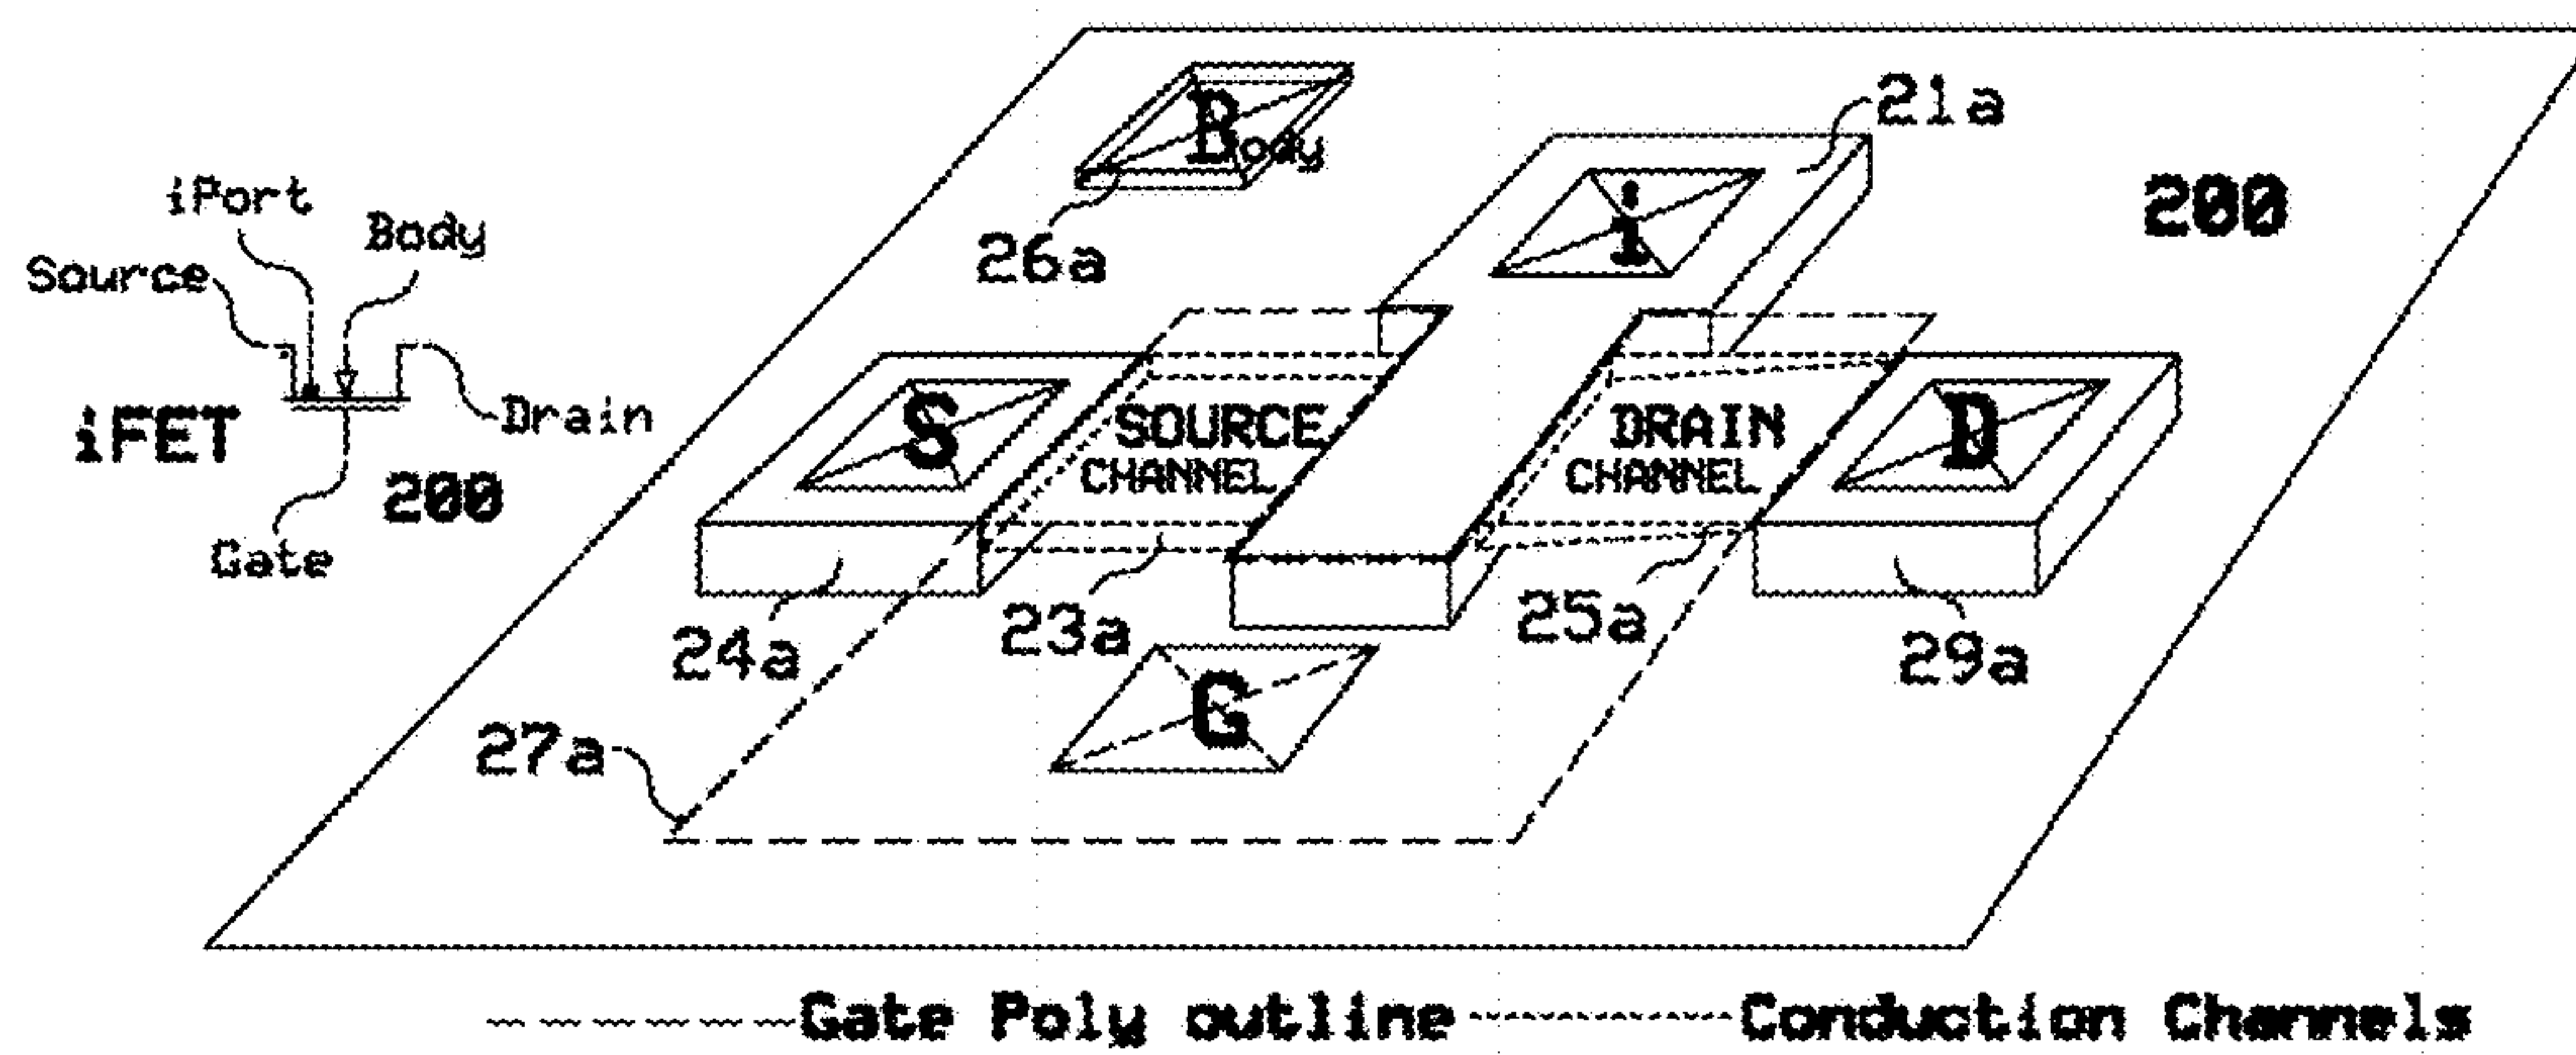 iPort
Body
Source
Drain
iFET
200
Gate
Body
21a
i
200
26a
S
SOURCE
CHANNEL
DRAIN
CHANNEL
D
24a
23a
25a
29a
27a
G
Gate Poly outline
Conduction Channels